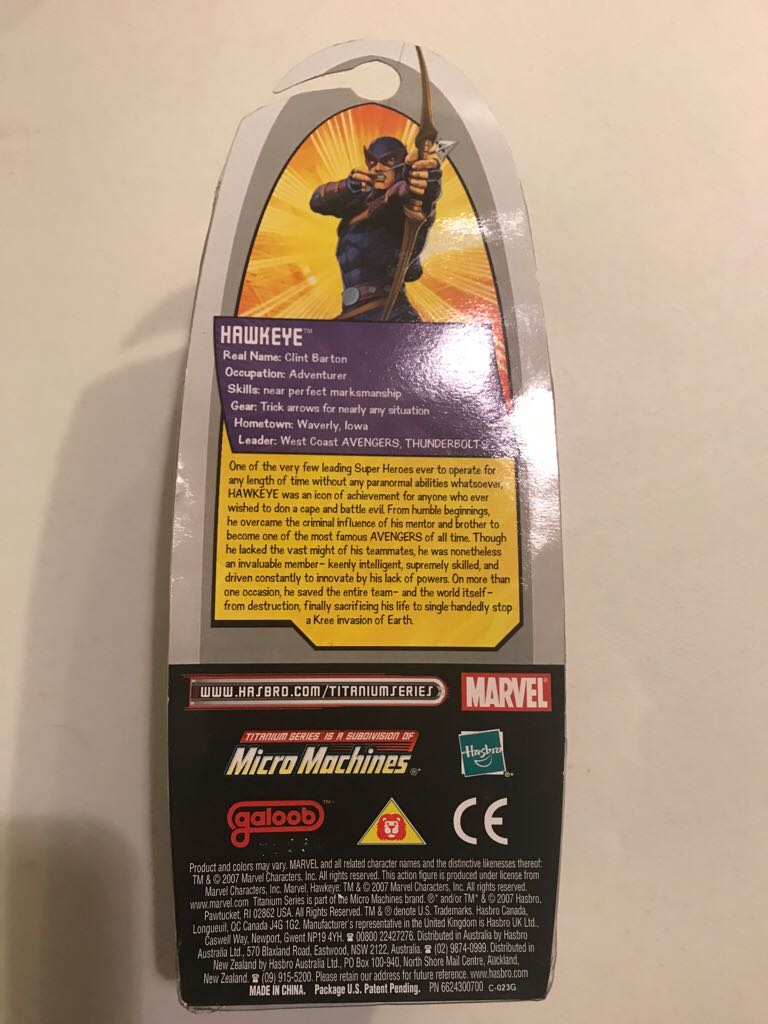 HAWKEYE™
Real Name: Clint Barton
Occupation: Adventurer
Skills: near perfect marksmanship
Gear: Trick arrows for nearly any situation
Hometown: Waverly, Iowa
Leader: West Coast AVENGERS, THUNDERBOLTS
One of the very few leading Super Heroes ever to operate for
any length of time without any paranormal abilities whatsoever,
HAWKEYE was an icon of achievement for anyone who ever
wished to don a cape and battle evil. From humble beginnings,
he overcame the criminal influence of his mentor and brother to
become one of the most famous AVENGERS of all time. Though
he lacked the vast might of his teammates, he was nonetheless
an invaluable member- keenly intelligent, supremely skilled, and
driven constantly to innovate by his lack of powers. On more than
one occasion, he saved the entire team- and the world itself-
from destruction, finally sacrificing his life to single-handedly stop
a Kree invasion of Earth.
WWW.HASBRO.COM/TITANIUMSERIES
MARVEL
TITANIUM SERIES IS A SUBDIVISION OF
Micro Machines®
Hasbro®
galoob™
CE
Product and colors may vary. MARVEL and all related character names and the distinctive likenesses thereof:
TM & © 2007 Marvel Characters, Inc. All rights reserved. This action figure is produced under license from
Marvel Characters, Inc. Marvel, Hawkeye: TM & © 2007 Marvel Characters, Inc. All rights reserved.
www.marvel.com Titanium Series is part of the Micro Machines brand. ®* and/or TM* & © 2007 Hasbro,
Pawtucket, RI 02862 USA. All Rights Reserved. TM & ® denote U.S. Trademarks. Hasbro Canada,
Longueuil, QC Canada J4G 1G2. Manufacturer's representative in the United Kingdom is Hasbro UK Ltd.,
Caswell Way, Newport, Gwent NP19 4YH. ☎ 00800 22427276. Distributed in Australia by Hasbro
Australia Ltd., 570 Blaxland Road, Eastwood, NSW 2122, Australia. ☎ (02) 9874-0999. Distributed in
New Zealand by Hasbro Australia Ltd., PO Box 100-940, North Shore Mail Centre, Auckland,
New Zealand. ☎ (09) 915-5200. Please retain our address for future reference. www.hasbro.com
MADE IN CHINA. Package U.S. Patent Pending. PN 6624300700 C-023G